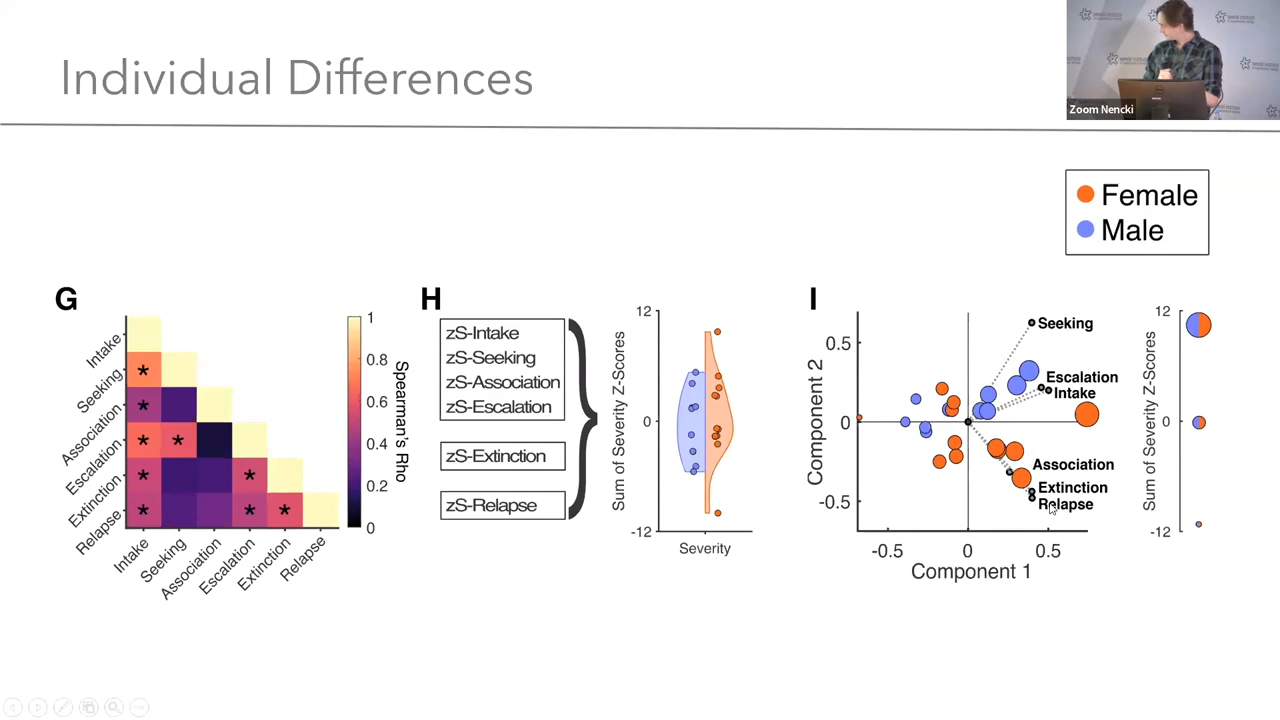 Individual Differences
Zoom Nencki
Female
Male
G
Intake
Seeking
Association
Escalation
Extinction
Relapse
Intake
Seeking
Association
Escalation
Extinction
Relapse
1
0.8
0.6
0.4
0.2
0
Spearman's Rho
H
zS-Intake
zS-Seeking
zS-Association
zS-Escalation
zS-Extinction
zS-Relapse
Sum of Severity Z-Scores
12
0
-12
Severity
I
Component 2
0.5
0
-0.5
Seeking
Escalation
Intake
Association
Extinction
Relapse
-0.5
0
0.5
Component 1
Sum of Severity Z-Scores
12
0
-12